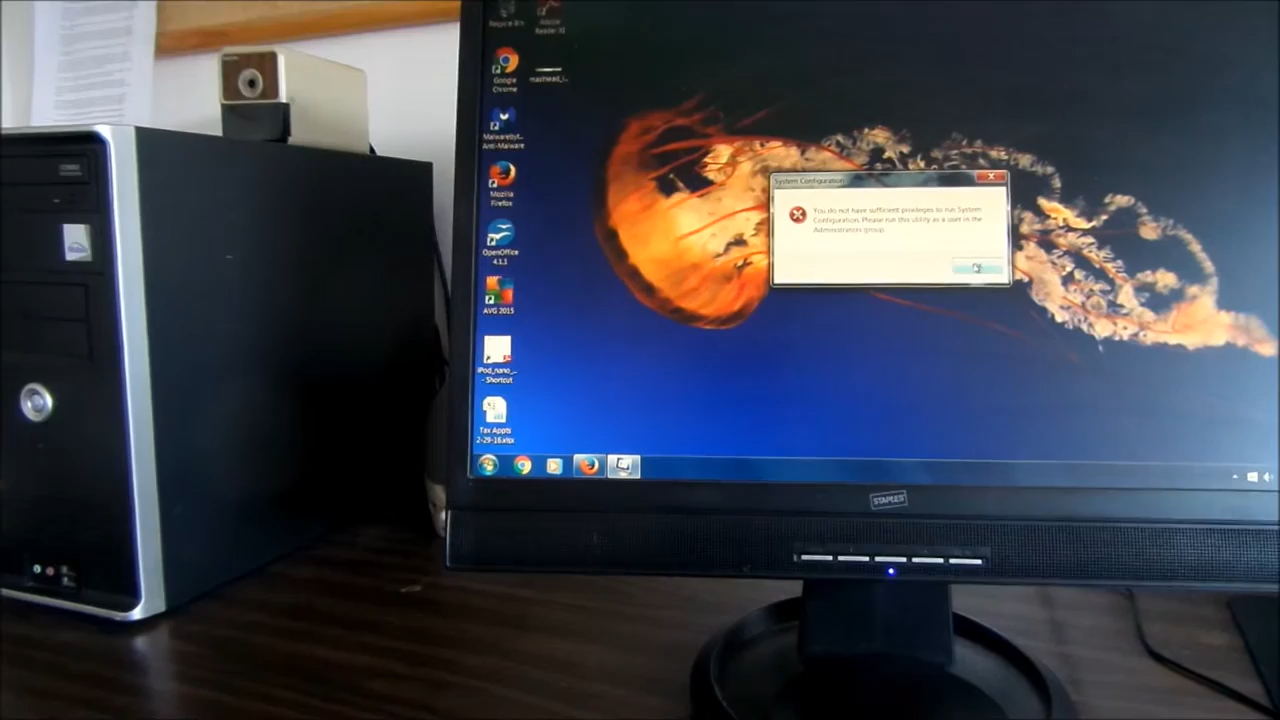 Recycle Bin
Adobe
Reader XI
Google
Chrome
masthead_i...
Malwarebyt...
Anti-Malware
Mozilla
Firefox
OpenOffice
4.1.1
AVG 2015
iPod_nano_...
- Shortcut
Tax Appts
2-29-16.xlsx
System Configuration
You do not have sufficient privileges to run System
Configuration. Please run this utility as a user in the
Administrators group.
OK
STAPLES